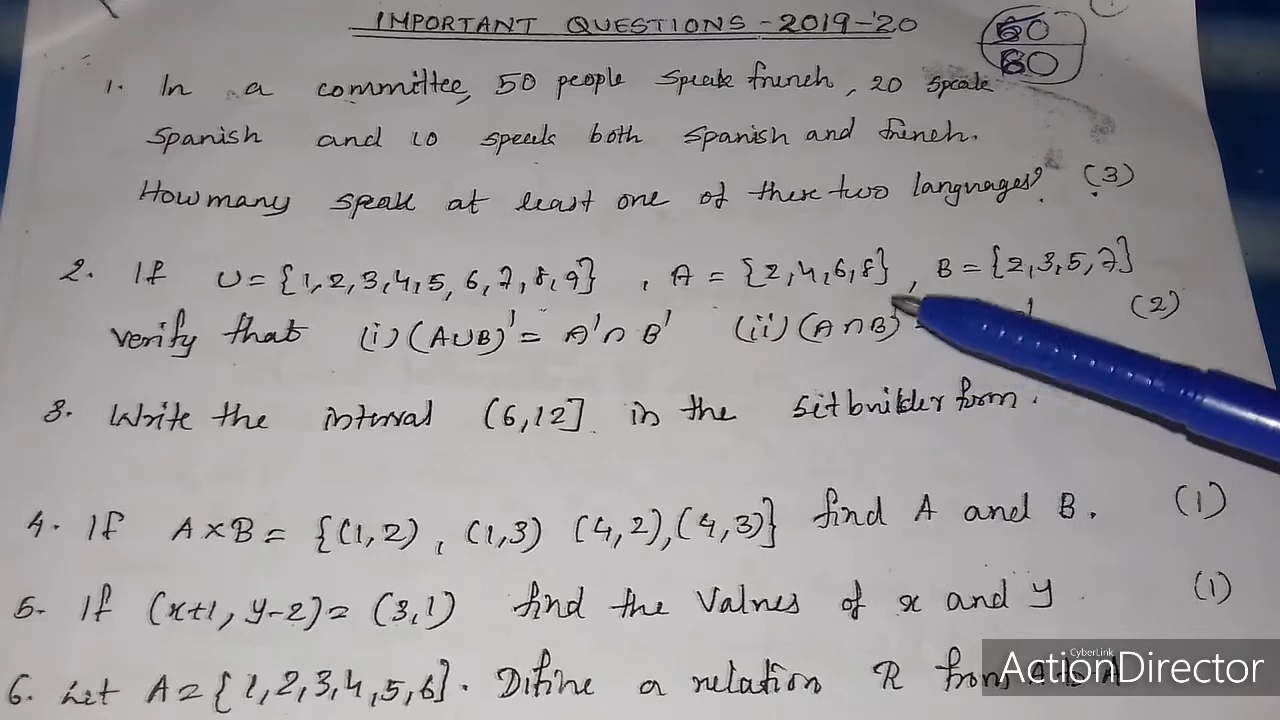 IMPORTANT QUESTIONS - 2019-'20
60
60
1. In a committee, 50 people speak french, 20 speak
spanish and 10 speak both spanish and french.
How many speak at least one of these two languages? (3)
2. If U = {1,2,3,4,5,6,7,8,9}, A = {2,4,6,8}, B = {2,3,5,7}
verify that (i) (A∪B)' = A'∩B' (ii) (A∩B)' = (2)
3. Write the interval (6,12] in the setbuilder form.
4. If A×B = {(1,2), (1,3) (4,2),(4,3)} find A and B. (1)
5. If (x+1, y-2) = (3,1) find the values of x and y (1)
6. Let A = {1,2,3,4,5,6}. Define a relation R from A to A
CyberLink
ActionDirector